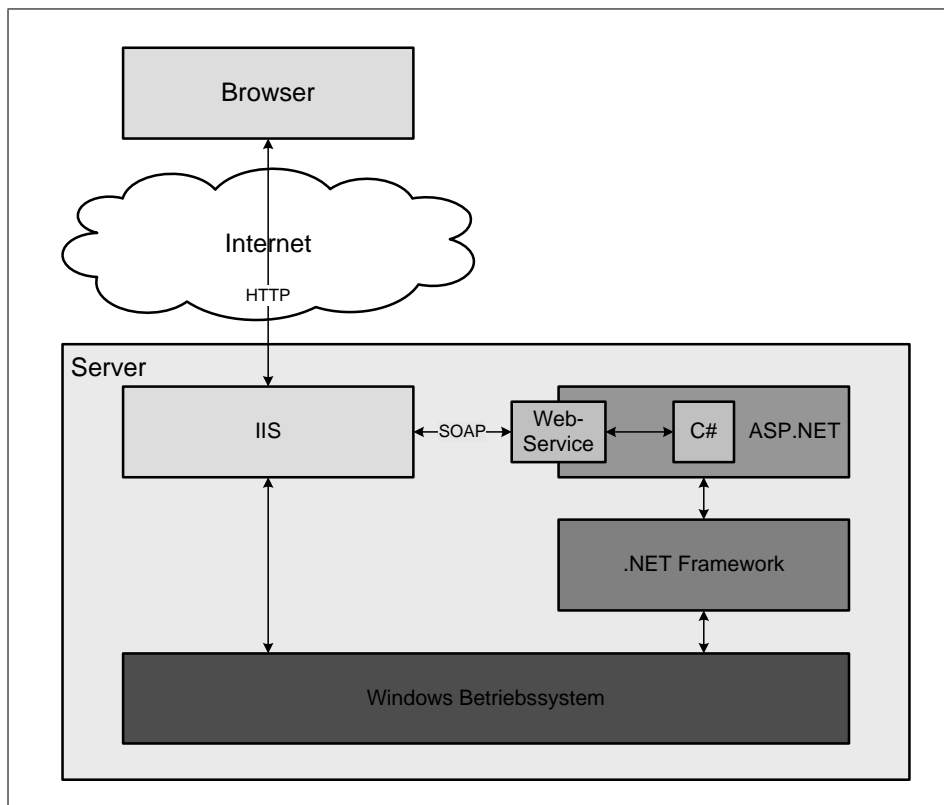 Browser
Internet
HTTP
Server
IIS
SOAP
Web-
Service
C#
ASP.NET
.NET Framework
Windows Betriebssystem